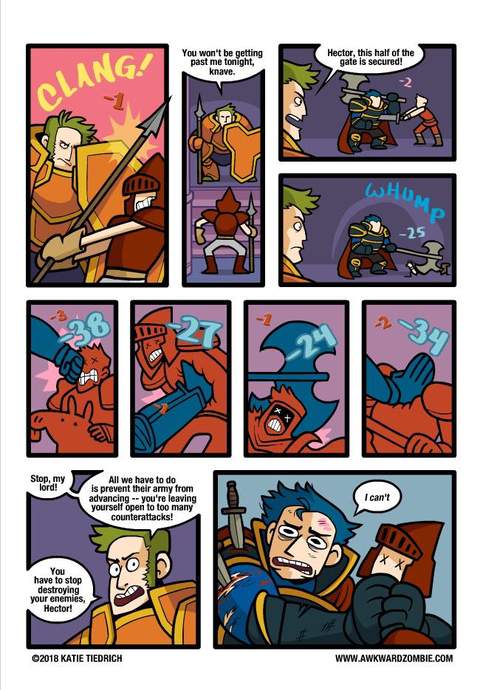 CLANG!
-1
You won't be getting
past me tonight,
knave.
Hector, this half of the
gate is secured!
-2
WHUMP
-25
-3
-38
-27
-1
-24
-2
-34
Stop, my
lord!
All we have to do
is prevent their army from
advancing -- you're leaving
yourself open to too many
counterattacks!
You
have to stop
destroying
your enemies,
Hector!
I can't
©2018 KATIE TIEDRICH
WWW.AWKWARDZOMBIE.COM